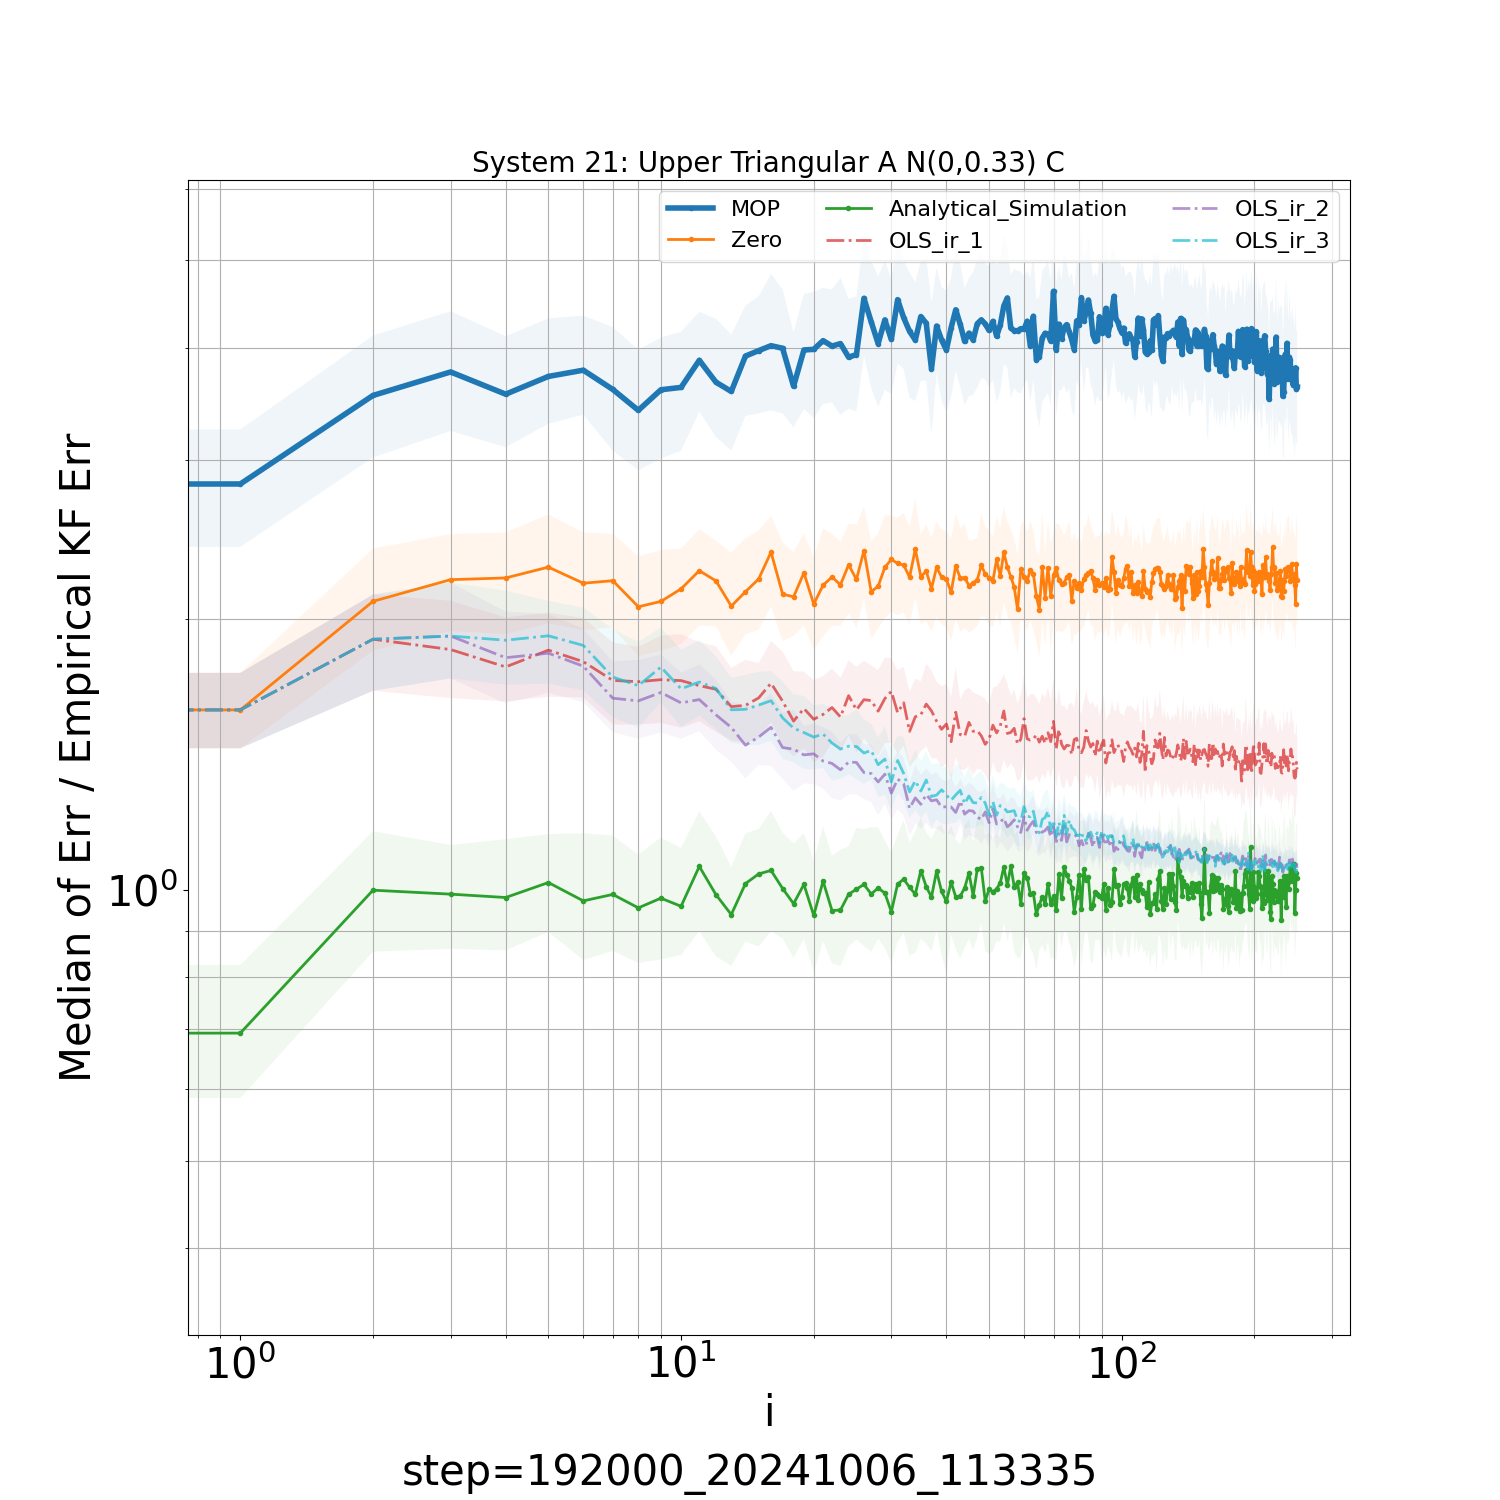 System 21: Upper Triangular A N(0,0.33) C
MOP
Zero
Analytical_Simulation
OLS_ir_1
OLS_ir_2
OLS_ir_3
Median of Err / Empirical KF Err
10⁰
10⁰ 10¹ 10²
i
step=192000_20241006_113335